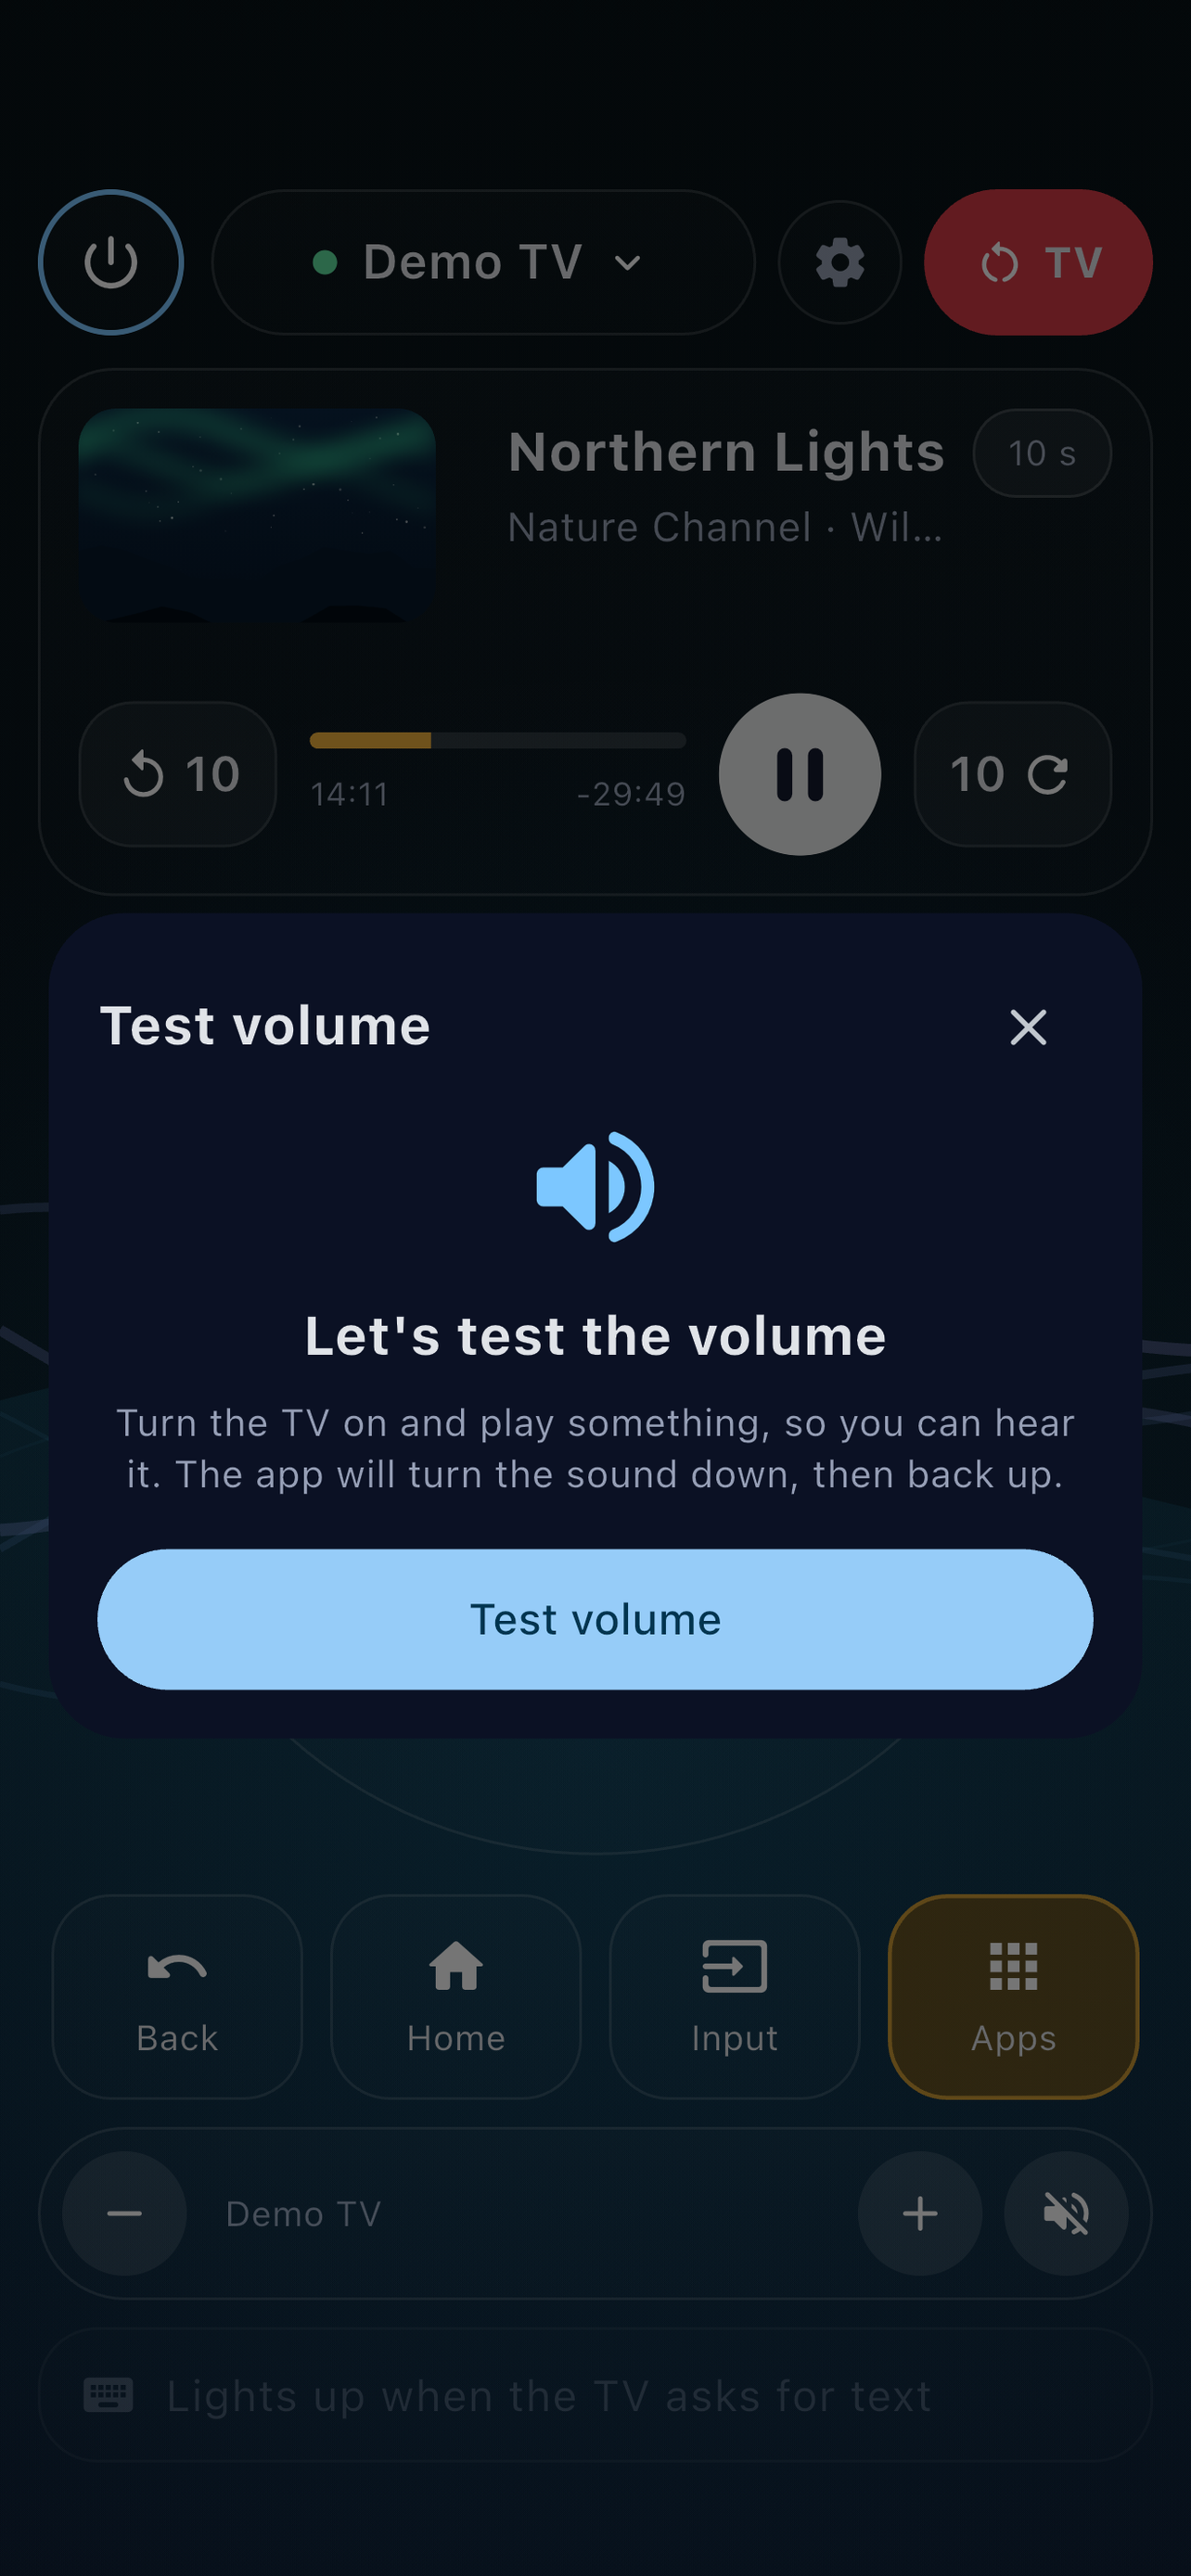 Demo TV
TV
Northern Lights
10 s
Nature Channel · Wil...
10
14:11
-29:49
10
Test volume
Let's test the volume
Turn the TV on and play something, so you can hear
it. The app will turn the sound down, then back up.
Test volume
Back
Home
Input
Apps
Demo TV
Lights up when the TV asks for text